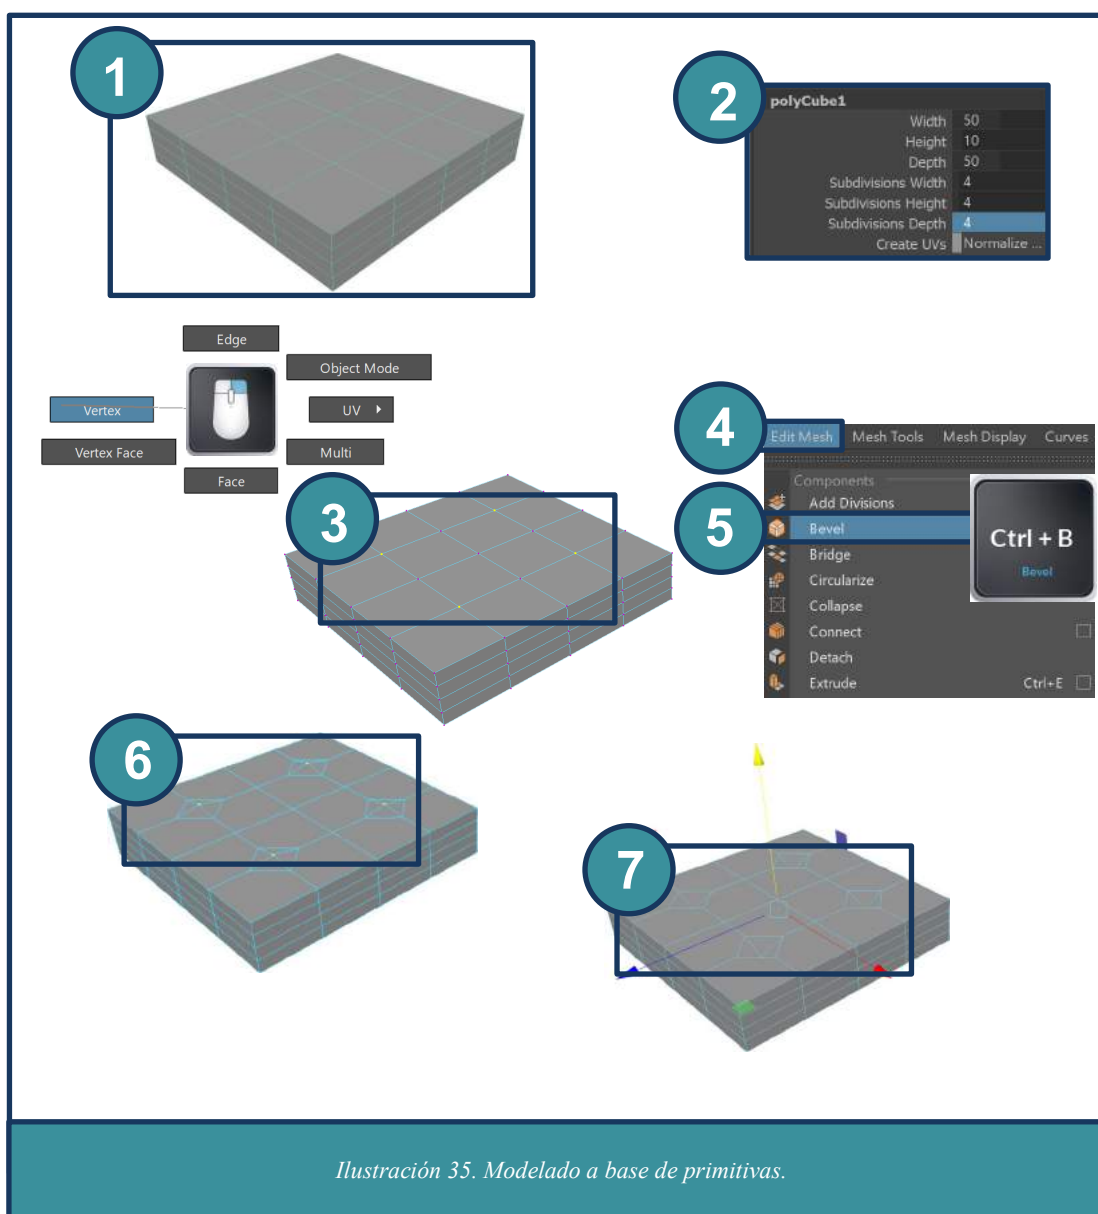 1
2
polyCube1
Width 50
Height 10
Depth 50
Subdivisions Width 4
Subdivisions Height 4
Subdivisions Depth 4
Create UVs Normalize ...
Edge
Object Mode
Vertex
UV
Vertex Face
Multi
Face
3
4
Edit Mesh Mesh Tools Mesh Display Curves
Components
Add Divisions
5
Bevel
Bridge
Circularize
Collapse
Connect
Detach
Extrude Ctrl+E
Ctrl + B
Bevel
6
7
Ilustración 35. Modelado a base de primitivas.